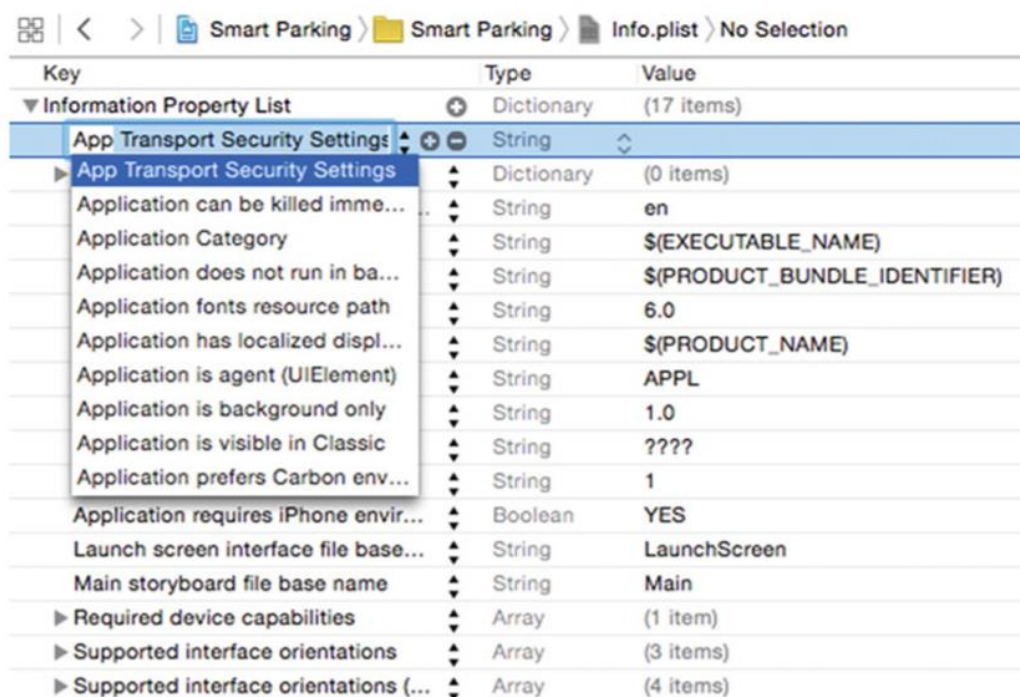 Smart Parking Smart Parking Info.plist No Selection
Key Type Value
Information Property List Dictionary (17 items)
App Transport Security Settings String
App Transport Security Settings Dictionary (0 items)
Application can be killed imme... String en
Application Category String $(EXECUTABLE_NAME)
Application does not run in ba... String $(PRODUCT_BUNDLE_IDENTIFIER)
Application fonts resource path String 6.0
Application has localized displ... String $(PRODUCT_NAME)
Application is agent (UIElement) String APPL
Application is background only String 1.0
Application is visible in Classic String ????
Application prefers Carbon env... String 1
Application requires iPhone envir... Boolean YES
Launch screen interface file base... String LaunchScreen
Main storyboard file base name String Main
Required device capabilities Array (1 item)
Supported interface orientations Array (3 items)
Supported interface orientations (... Array (4 items)